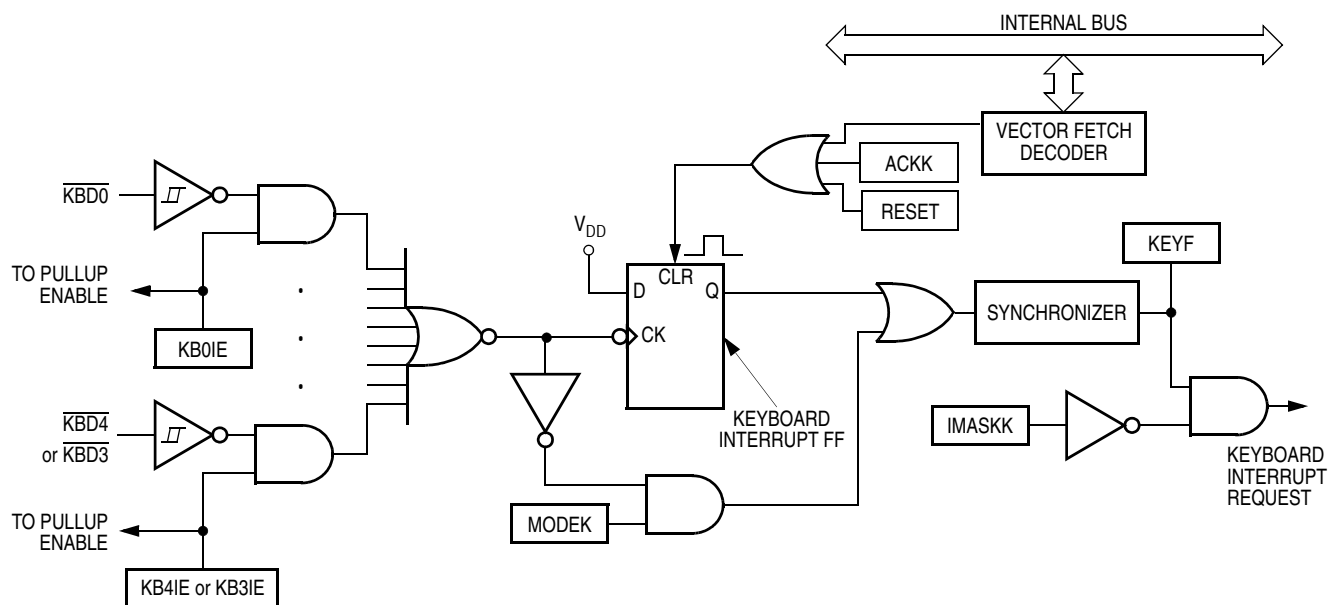 INTERNAL BUS
VECTOR FETCH
DECODER
ACKK
RESET
KBD0
TO PULLUP
ENABLE
KB0IE
VDD
CLR
D
Q
CK
KEYF
SYNCHRONIZER
KEYBOARD
INTERRUPT FF
KBD4
or KBD3
TO PULLUP
ENABLE
KB4IE or KB3IE
MODEK
IMASKK
KEYBOARD
INTERRUPT
REQUEST